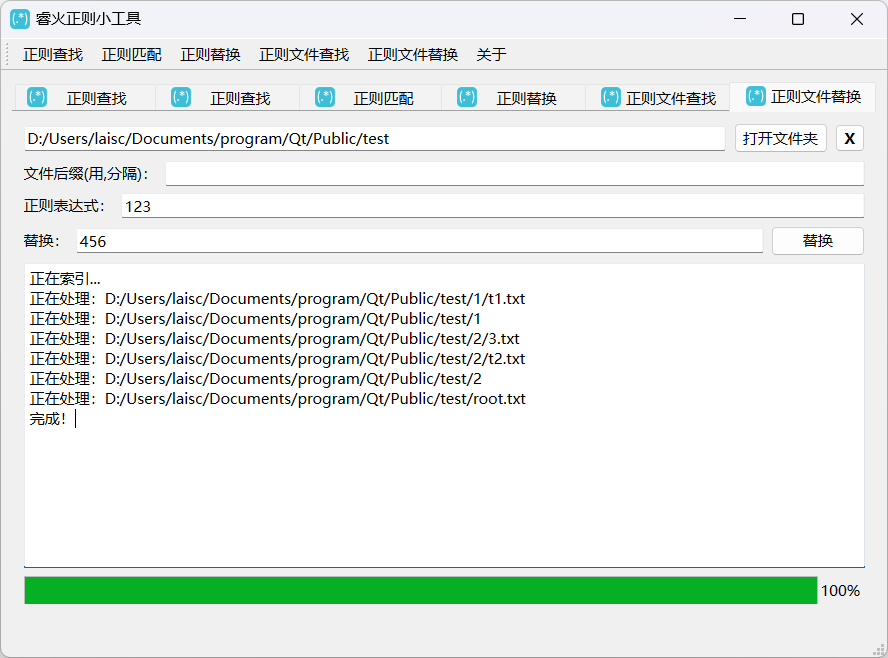 (.*) 睿火正则小工具
正则查找 正则匹配 正则替换 正则文件查找 正则文件替换 关于
(.*) 正则查找 (.*) 正则查找 (.*) 正则匹配 (.*) 正则替换 (.*) 正则文件查找 (.*) 正则文件替换
D:/Users/laisc/Documents/program/Qt/Public/test 打开文件夹 X
文件后缀(用,分隔)：
正则表达式： 123
替换： 456 替换
正在索引...
正在处理：D:/Users/laisc/Documents/program/Qt/Public/test/1/t1.txt
正在处理：D:/Users/laisc/Documents/program/Qt/Public/test/1
正在处理：D:/Users/laisc/Documents/program/Qt/Public/test/2/3.txt
正在处理：D:/Users/laisc/Documents/program/Qt/Public/test/2/t2.txt
正在处理：D:/Users/laisc/Documents/program/Qt/Public/test/2
正在处理：D:/Users/laisc/Documents/program/Qt/Public/test/root.txt
完成！
100%